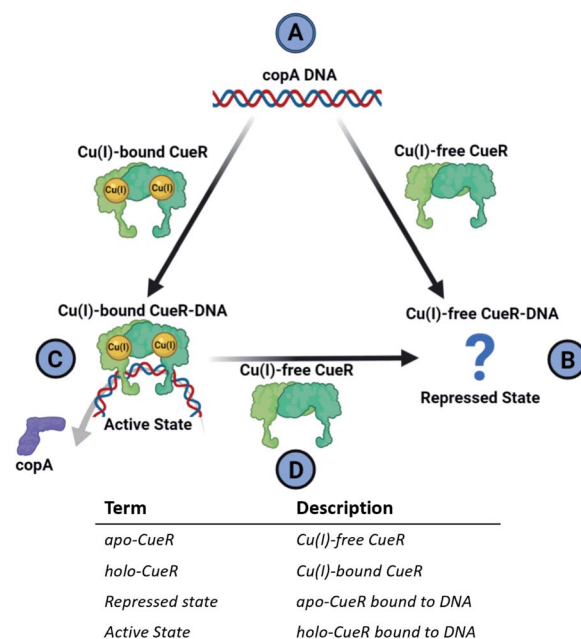 A
copA DNA
Cu(I)-bound CueR
Cu(I)
Cu(I)
Cu(I)-free CueR
Cu(I)-bound CueR-DNA
Cu(I)
Cu(I)
C
Active State
copA
Cu(I)-free CueR
D
Cu(I)-free CueR-DNA
?
B
Repressed State
Term Description
apo-CueR Cu(I)-free CueR
holo-CueR Cu(I)-bound CueR
Repressed state apo-CueR bound to DNA
Active State holo-CueR bound to DNA